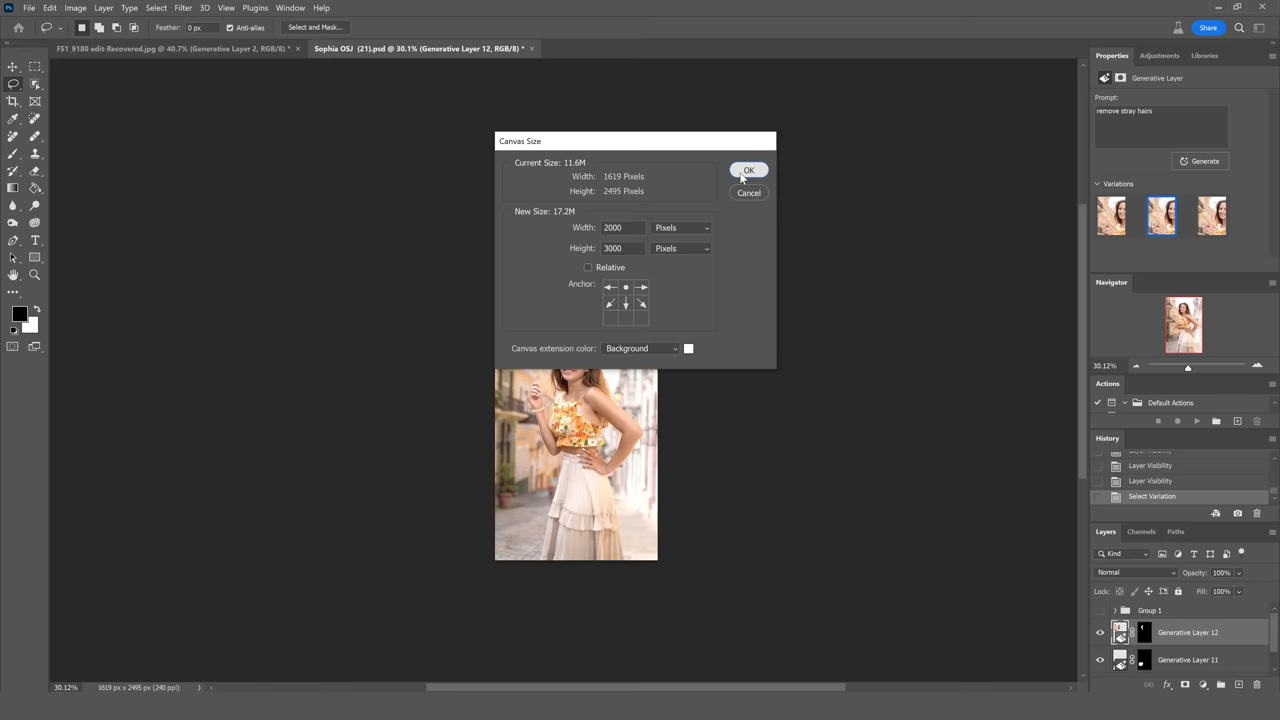 Ps File Edit Image Layer Type Select Filter 3D View Plugins Window Help
Feather: 0 px Anti-alias Select and Mask... Share
FS1_9180 edit-Recovered.jpg @ 40.7% (Generative Layer 2, RGB/8) * × Sophia OSJ (21).psd @ 30.1% (Generative Layer 12, RGB/8) * ×
Properties Adjustments Libraries
Generative Layer
Prompt:
remove stray hairs
Generate
Variations
Canvas Size
Current Size: 11.6M
Width: 1619 Pixels
Height: 2495 Pixels
OK
Cancel
New Size: 17.2M
Width: 2000 Pixels
Height: 3000 Pixels
Relative
Anchor:
Canvas extension color: Background
Navigator
30.12%
Actions
Default Actions
History
Layer Visibility
Layer Visibility
Select Variation
Layers Channels Paths
Kind
Normal Opacity: 100%
Lock: Fill: 100%
Group 1
Generative Layer 12
Generative Layer 11
30.12% 1619 px x 2495 px (240 ppi)